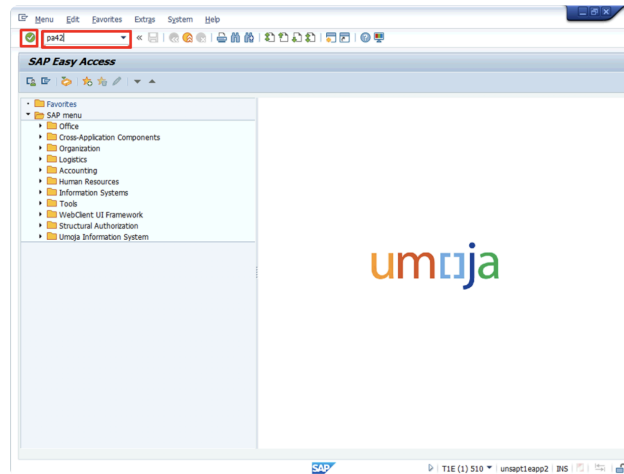 Menu Edit Favorites Extras System Help
pa42
SAP Easy Access
Favorites
SAP menu
Office
Cross-Application Components
Organization
Logistics
Accounting
Human Resources
Information Systems
Tools
WebClient UI Framework
Structural Authorization
Umoja Information System
umoja
SAP
T1E (1) 510 unsapt1eapp2 INS